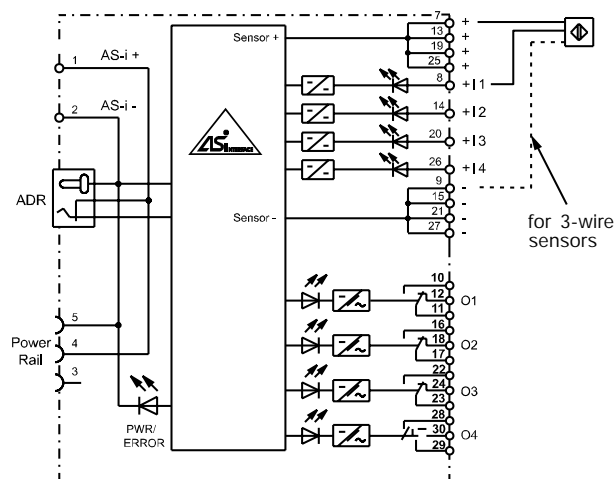 7
+
Sensor +
13
+
19
+
25
+
1
AS-i +
8
+I1
2
AS-i -
14
+I2
20
+I3
ASi INTERFACE
26
+I4
9
-
ADR
15
-
Sensor -
21
-
27
-
for 3-wire
sensors
10
12
O1
11
5
16
Power
Rail
4
18
O2
17
3
22
24
O3
23
PWR/
ERROR
28
30
O4
29